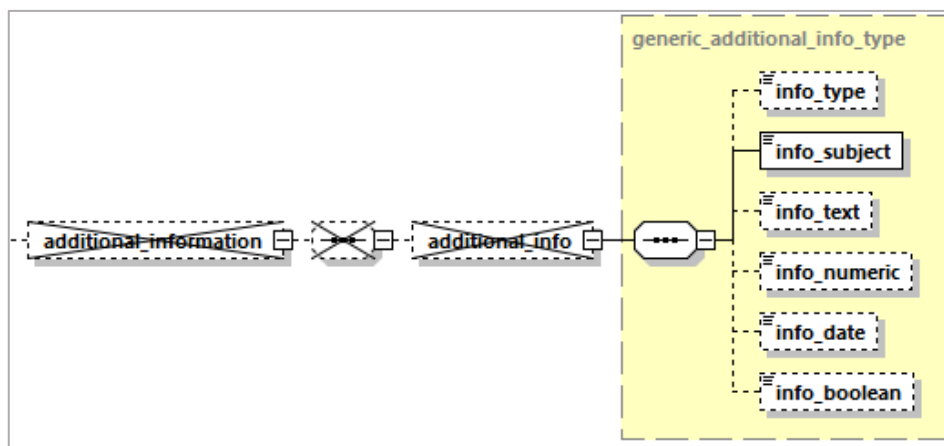 generic_additional_info_type
info_type
info_subject
info_text
additional_information
additional_info
info_numeric
info_date
info_boolean